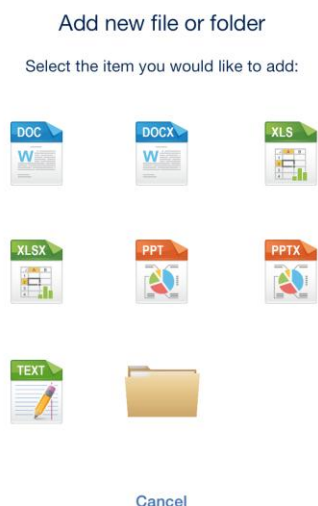 Add new file or folder
Select the item you would like to add:
DOC DOCX XLS
W W
XLSX PPT PPTX
TEXT
Cancel